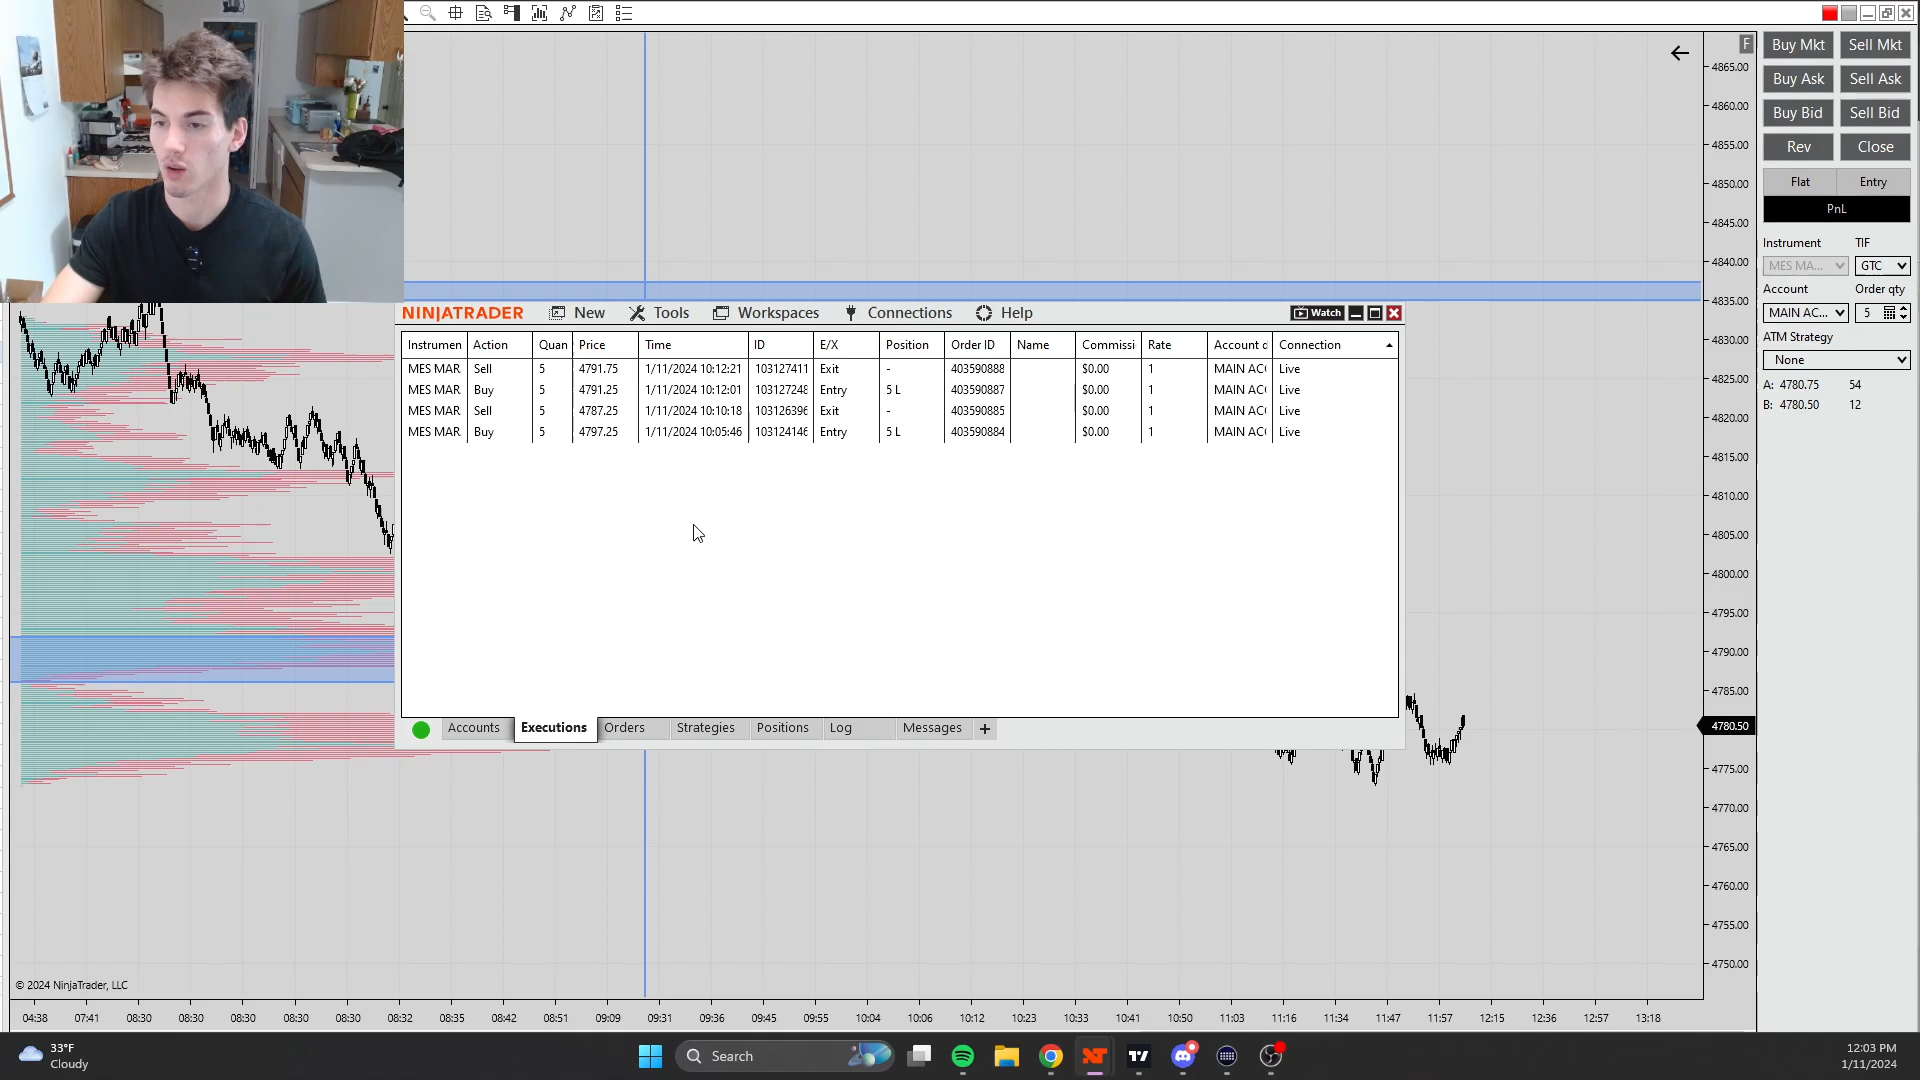 F
Buy Mkt Sell Mkt
Buy Ask Sell Ask
Buy Bid Sell Bid
Rev Close
Flat Entry
PnL
Instrument TIF
MES MA... GTC
Account Order qty
MAIN AC... 5
ATM Strategy
None
A: 4780.75 54
B: 4780.50 12
4865.00
4860.00
4855.00
4850.00
4845.00
4840.00
4835.00
4830.00
4825.00
4820.00
4815.00
4810.00
4805.00
4800.00
4795.00
4790.00
4785.00
4780.50
4775.00
4770.00
4765.00
4760.00
4755.00
4750.00
NINJATRADER New Tools Workspaces Connections Help Watch
Instrumen Action Quan Price Time ID E/X Position Order ID Name Commissi Rate Account d Connection
MES MAR Sell 5 4791.75 1/11/2024 10:12:21 103127411 Exit - 403590888 $0.00 1 MAIN AC( Live
MES MAR Buy 5 4791.25 1/11/2024 10:12:01 103127248 Entry 5 L 403590887 $0.00 1 MAIN AC( Live
MES MAR Sell 5 4787.25 1/11/2024 10:10:18 103126396 Exit - 403590885 $0.00 1 MAIN AC( Live
MES MAR Buy 5 4797.25 1/11/2024 10:05:46 103124146 Entry 5 L 403590884 $0.00 1 MAIN AC( Live
Accounts Executions Orders Strategies Positions Log Messages +
© 2024 NinjaTrader, LLC
04:38 07:41 08:30 08:30 08:30 08:30 08:30 08:32 08:35 08:42 08:51 09:09 09:31 09:36 09:45 09:55 10:04 10:06 10:12 10:23 10:33 10:41 10:50 11:03 11:16 11:34 11:47 11:57 12:15 12:36 12:57 13:18
33°F
Cloudy
Search
12:03 PM
1/11/2024